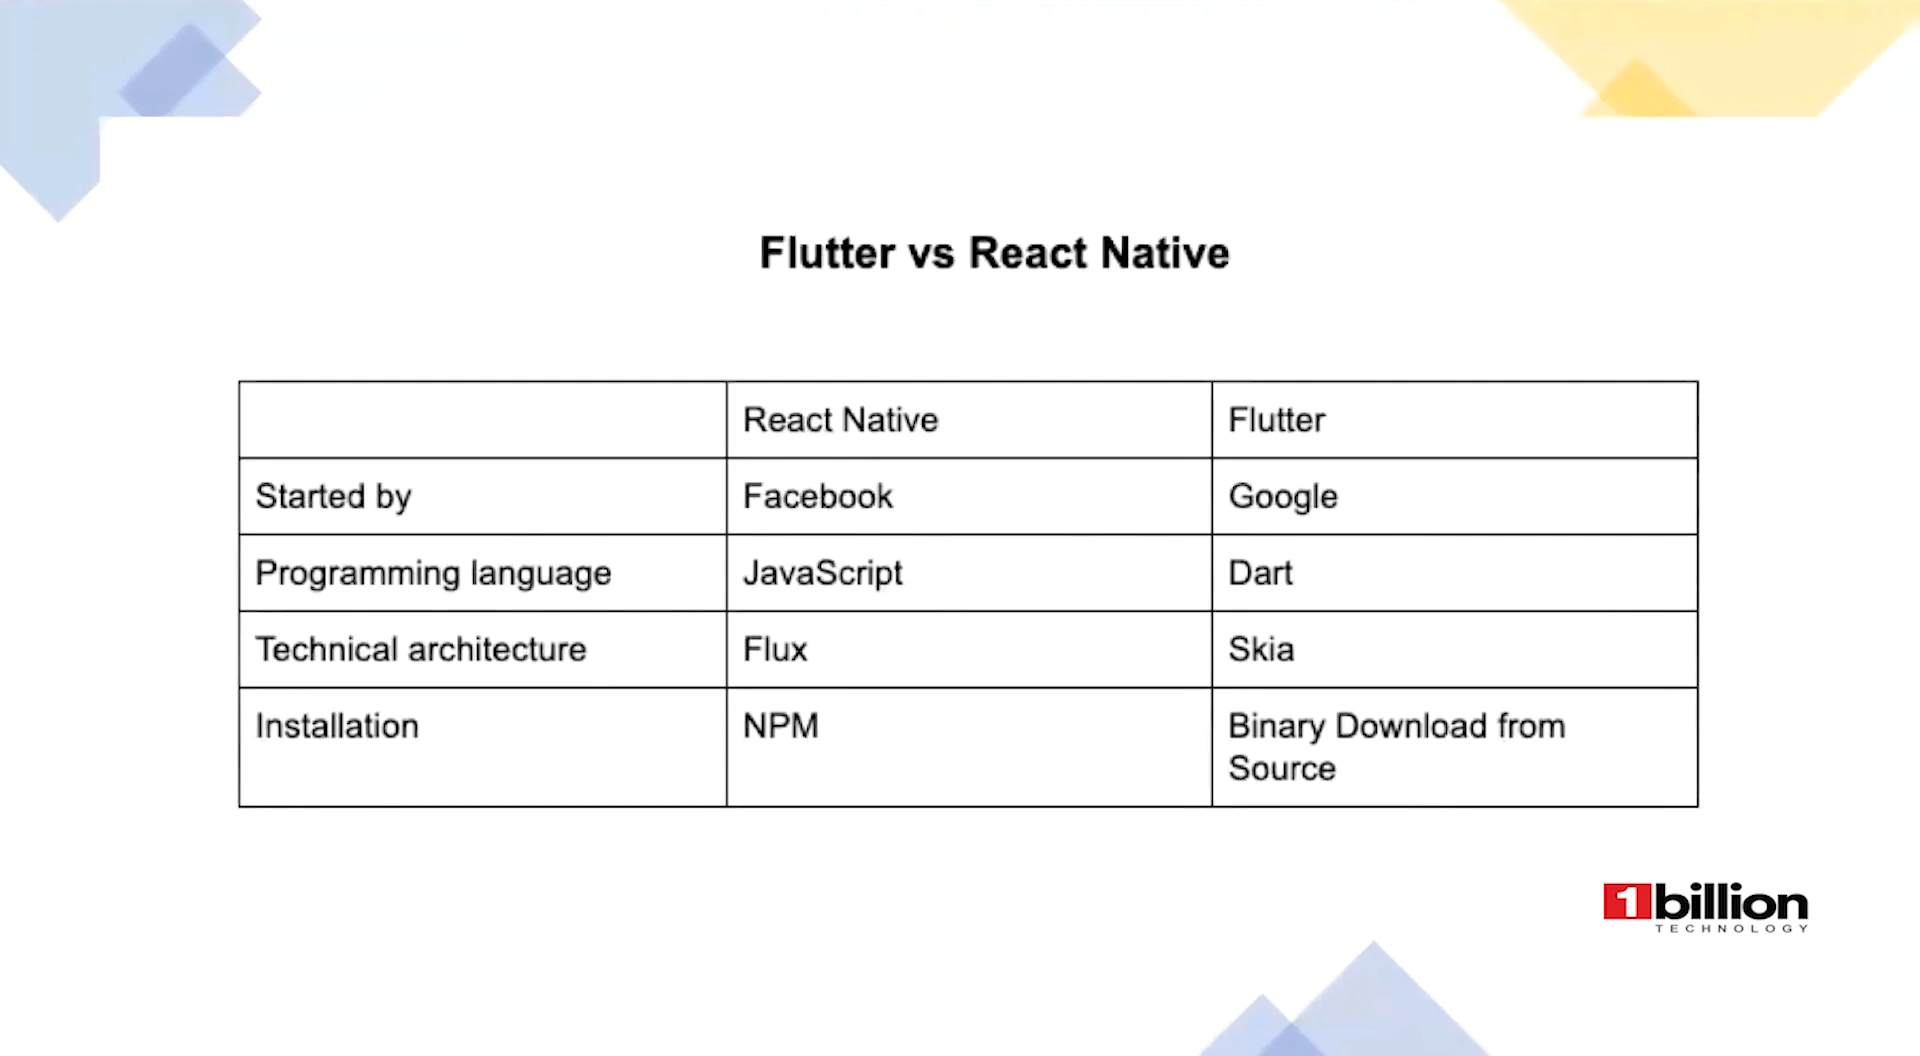 Flutter vs React Native
React Native Flutter
Started by Facebook Google
Programming language JavaScript Dart
Technical architecture Flux Skia
Installation NPM Binary Download from
Source
1billion
TECHNOLOGY